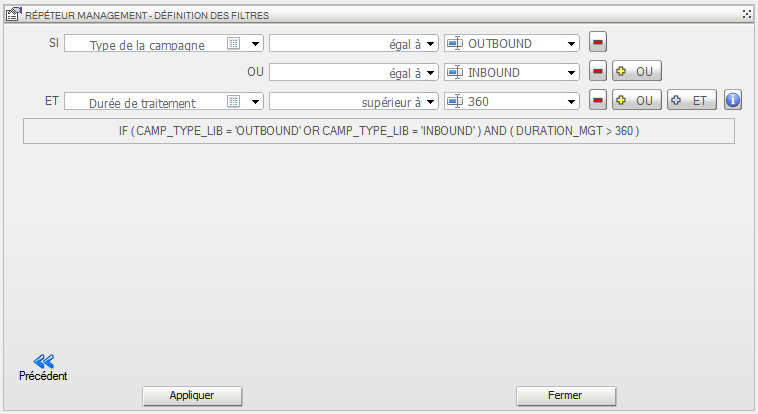 RÉPÉTEUR MANAGEMENT - DÉFINITION DES FILTRES
SI Type de la campagne égal à OUTBOUND
OU égal à INBOUND OU
ET Durée de traitement supérieur à 360 OU ET
IF ( CAMP_TYPE_LIB = 'OUTBOUND' OR CAMP_TYPE_LIB = 'INBOUND' ) AND ( DURATION_MGT > 360 )
Précédent
Appliquer Fermer